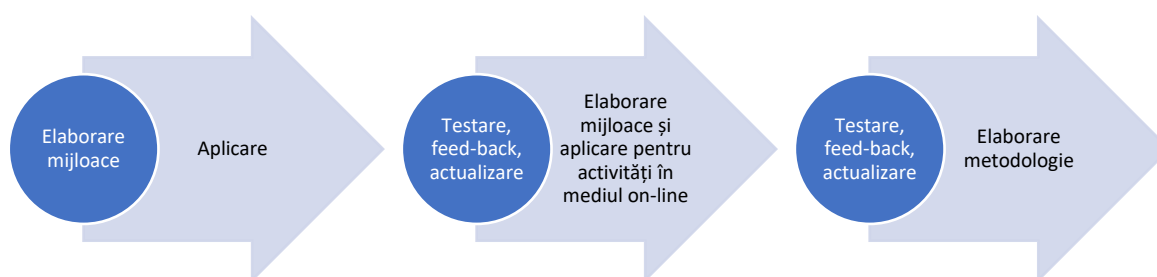 Elaborare
mijloace
Aplicare
Testare,
feed-back,
actualizare
Elaborare
mijloace și
aplicare pentru
activități în
mediul on-line
Testare,
feed-back,
actualizare
Elaborare
metodologie